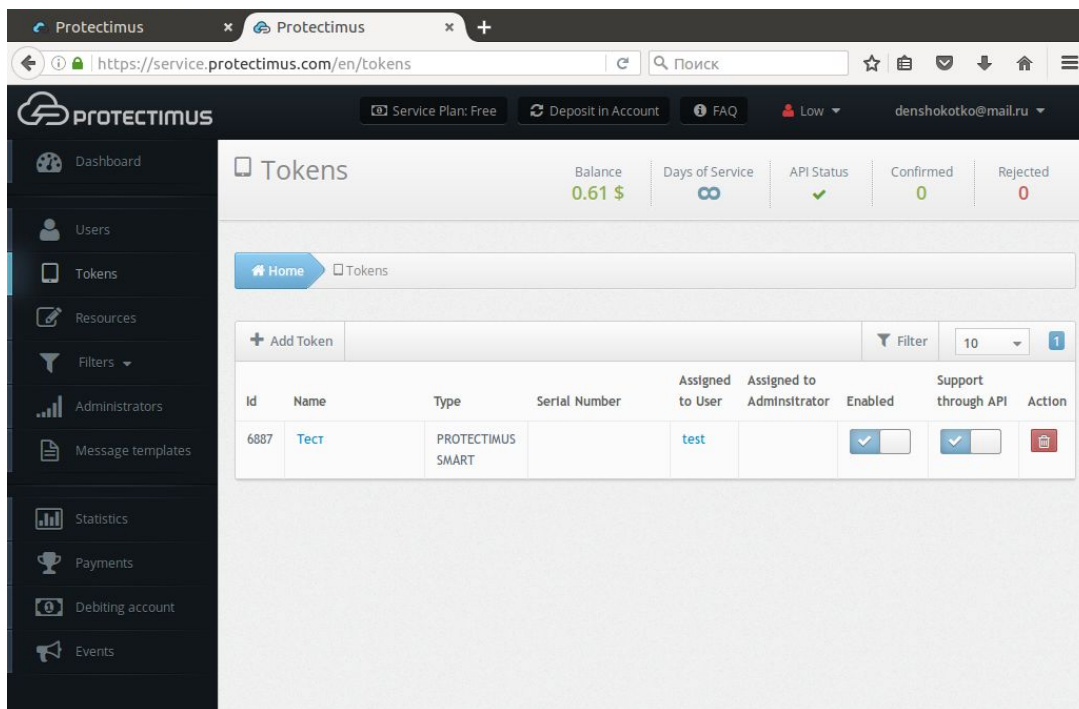 Protectimus
Protectimus
https://service.protectimus.com/en/tokens
Поиск
PROTECTIMUS
Service Plan: Free
Deposit in Account
FAQ
Low
denshokotko@mail.ru
Dashboard
Users
Tokens
Resources
Filters
Administrators
Message templates
Statistics
Payments
Debiting account
Events
Tokens
Balance
0.61 $
Days of Service
API Status
Confirmed
0
Rejected
0
Home
Tokens
Add Token
Filter
10
1
Id
Name
Type
Serial Number
Assigned
to User
Assigned to
Adminsitrator
Enabled
Support
through API
Action
6887
Тест
PROTECTIMUS
SMART
test